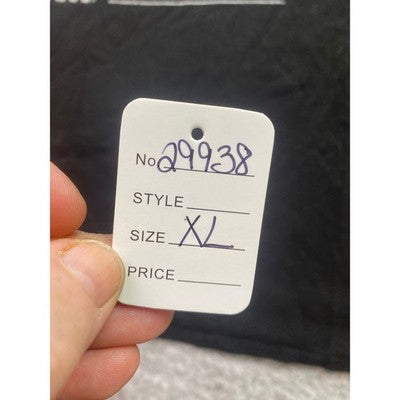 No 29938
STYLE
SIZE XL
PRICE